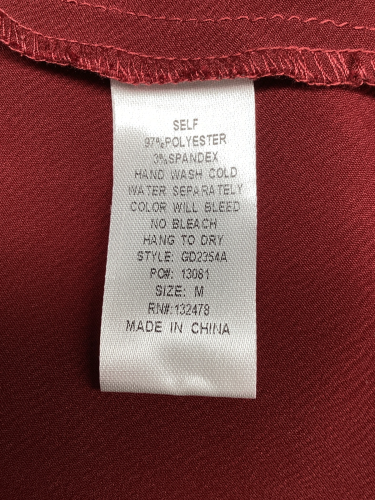 SELF
97%POLYESTER
3%SPANDEX
HAND WASH COLD
WATER SEPARATELY
COLOR WILL BLEED
NO BLEACH
HANG TO DRY
STYLE: GD2354A
PO#: 13081
SIZE: M
RN#:132478
MADE IN CHINA